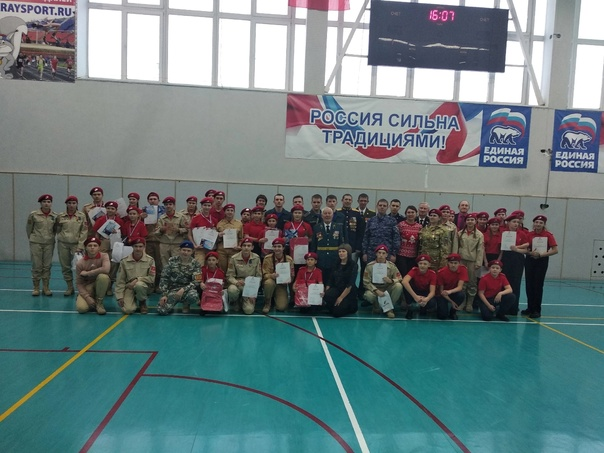 RAYSPORT.RU
16:07
РОССИЯ СИЛЬНА
ТРАДИЦИЯМИ!
ЕДИНАЯ
РОССИЯ
ЕДИНАЯ
РОССИЯ